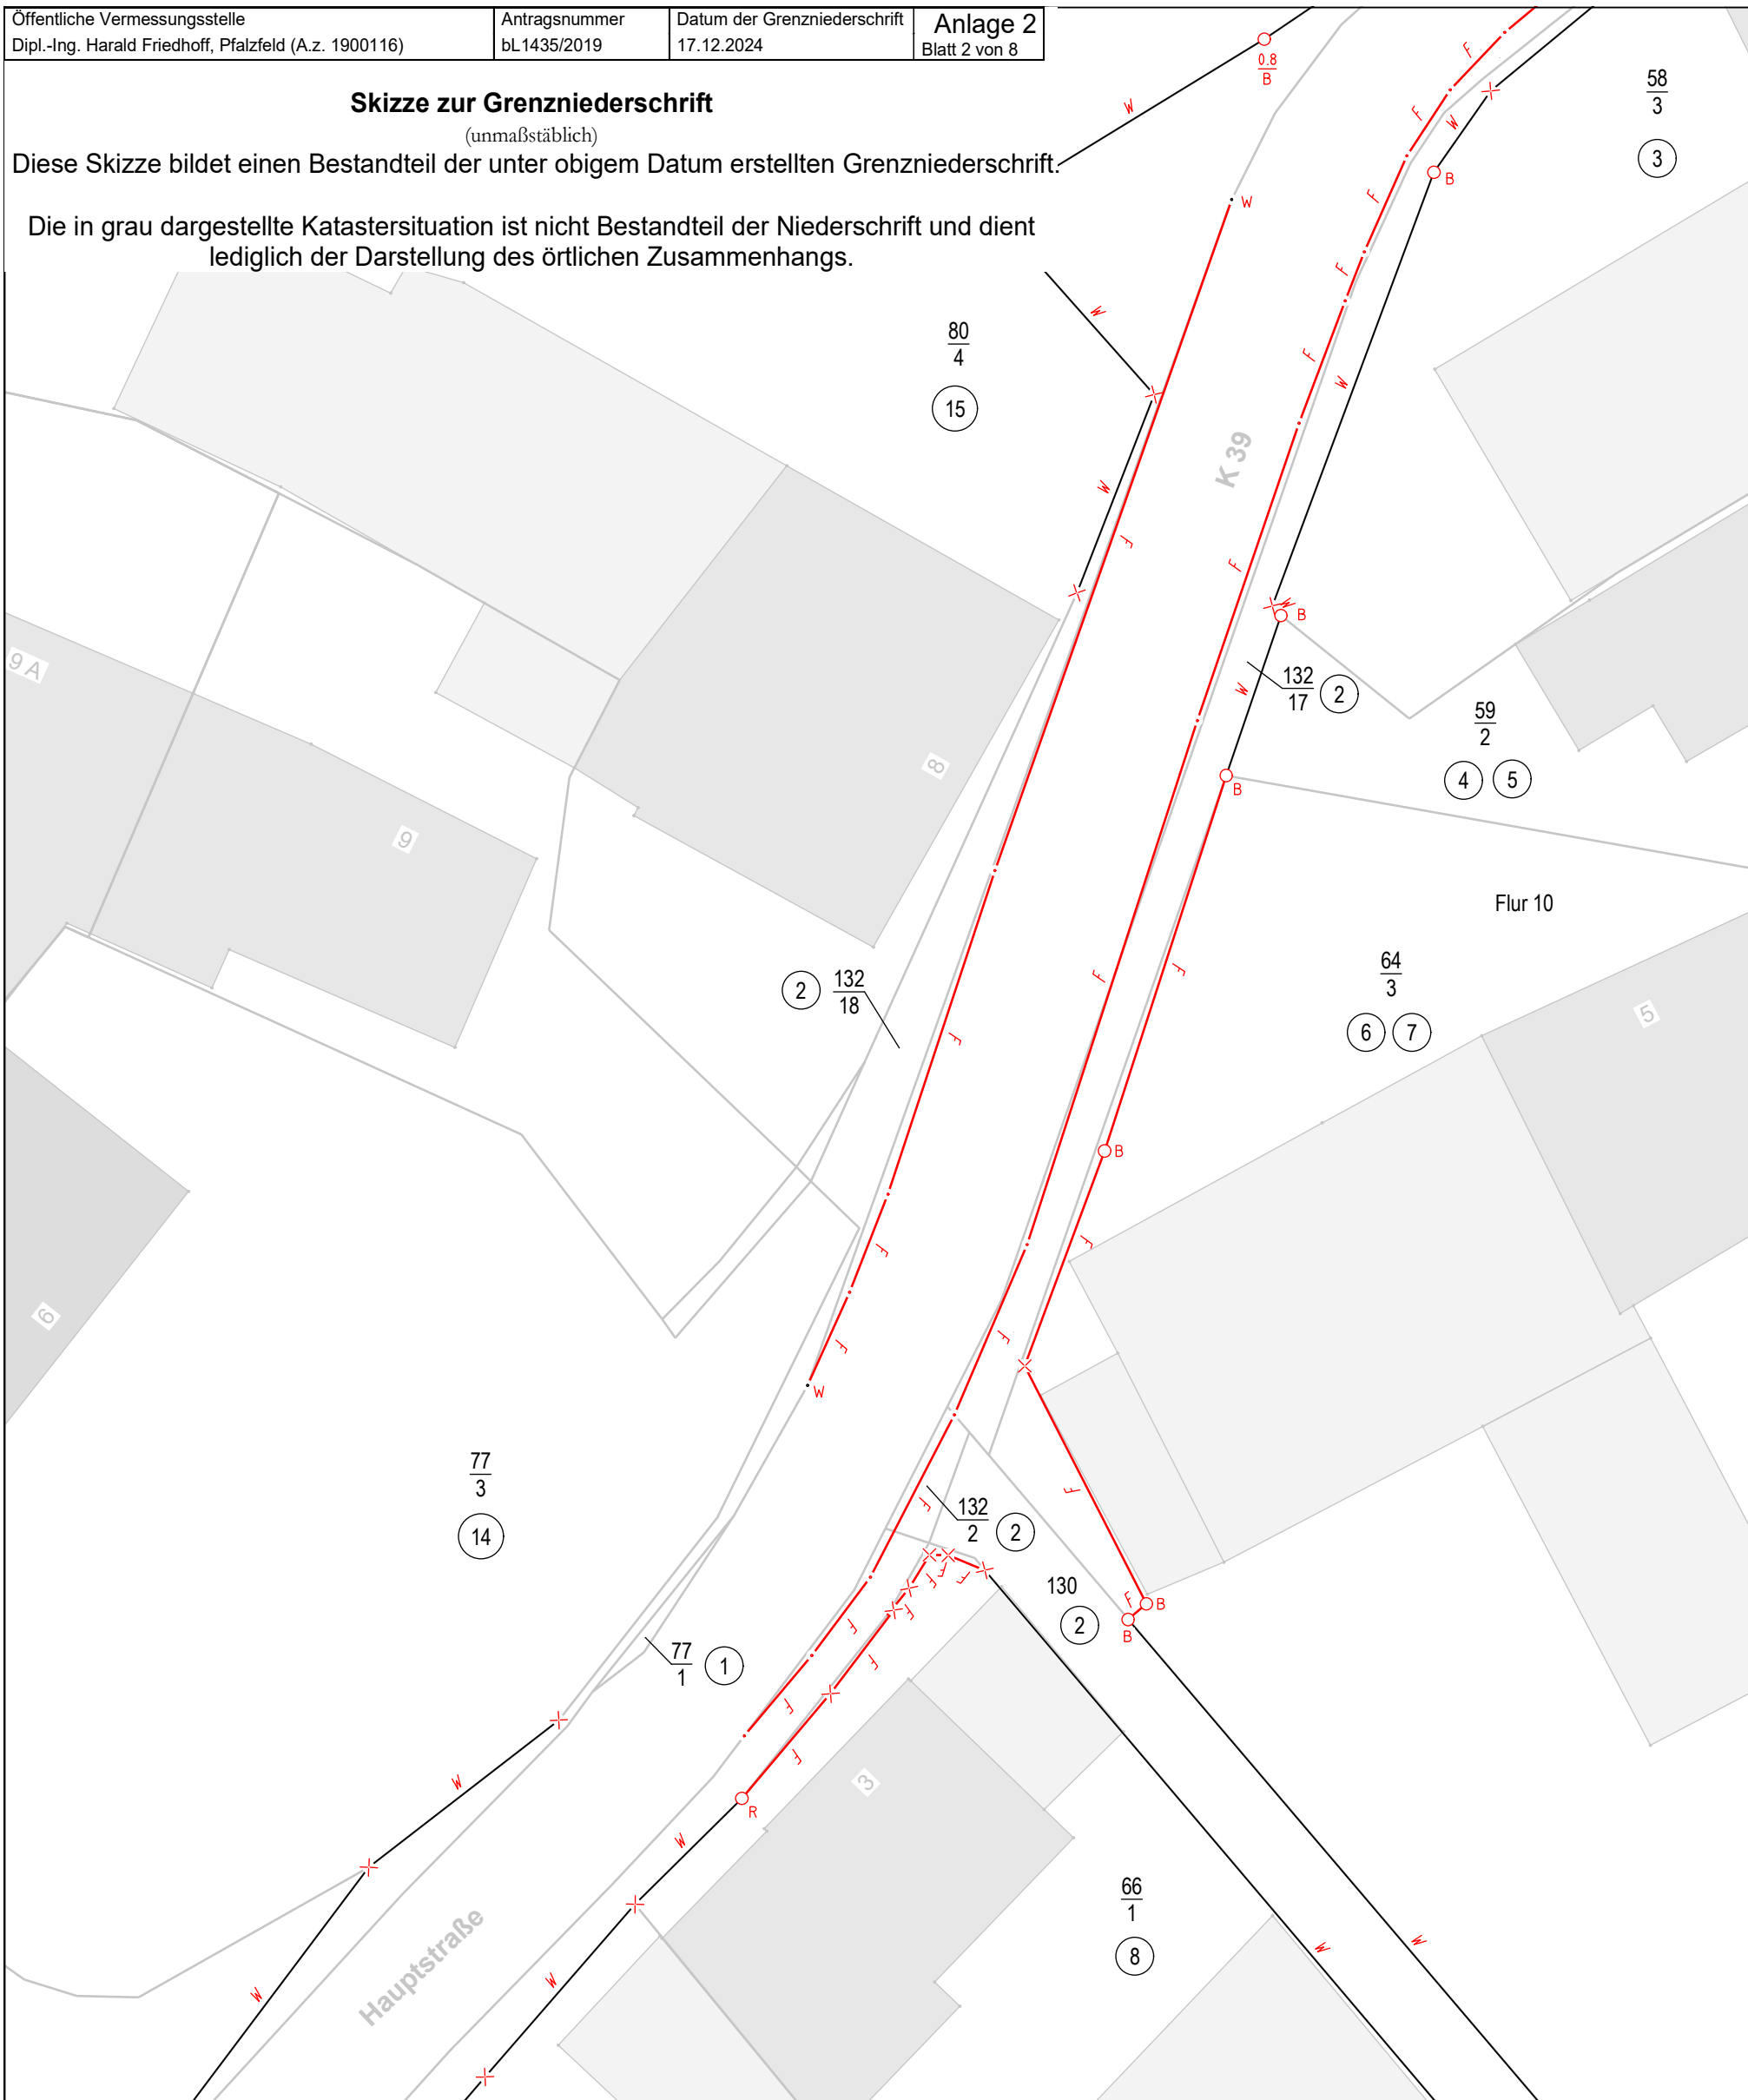 Öffentliche Vermessungsstelle
Dipl.-Ing. Harald Friedhoff, Pfalzfeld (A.z. 1900116)
Antragsnummer
bL1435/2019
Datum der Grenzniederschrift
17.12.2024
Anlage 2
Blatt 2 von 8
Skizze zur Grenzniederschrift
(unmaßstäblich)
Diese Skizze bildet einen Bestandteil der unter obigem Datum erstellten Grenzniederschrift.
Die in grau dargestellte Katastersituation ist nicht Bestandteil der Niederschrift und dient
lediglich der Darstellung des örtlichen Zusammenhangs.
0.8
B
W
F
F
W
58
3
3
B
W
F
F
W
80
4
15
F
W
K 39
W
F
F
W
B
9 A
132
17
2
W
59
2
4
5
8
B
9
Flur 10
F
F
64
3
6
7
2
132
18
5
F
B
F
F
6
F
F
W
77
3
14
F
F
132
2
2
F
F
F
130
2
F
B
B
F
F
77
1
1
F
F
F
W
3
R
W
66
1
8
Hauptstraße
W
W
W
W